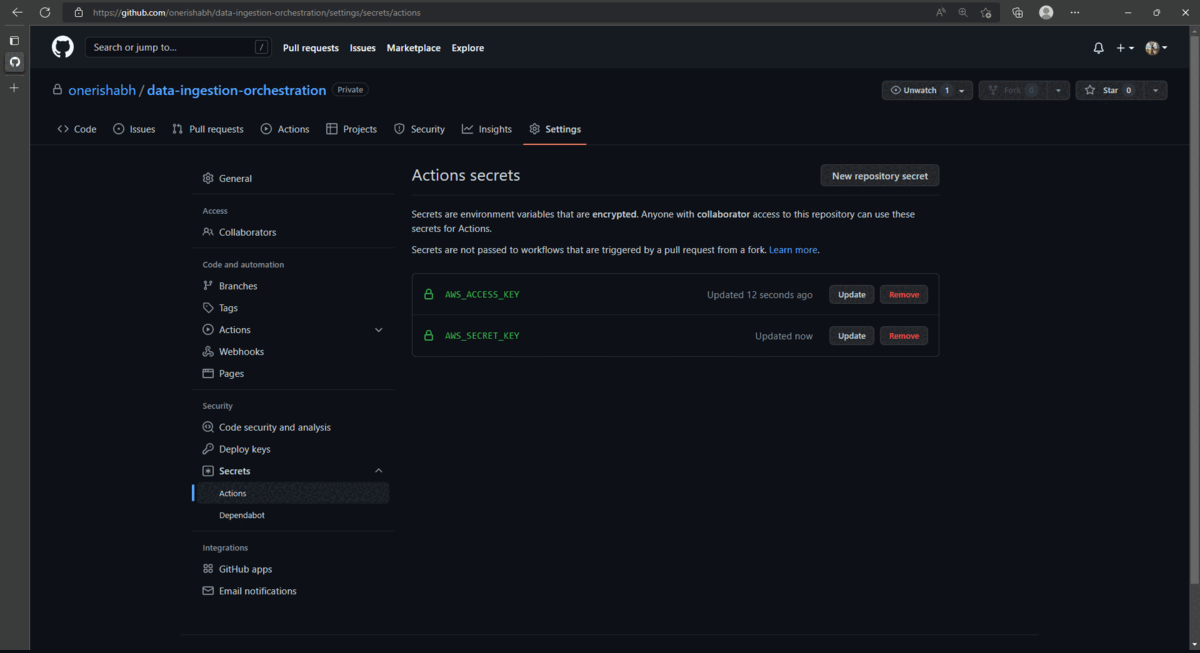 https://github.com/onerishabh/data-ingestion-orchestration/settings/secrets/actions
Search or jump to... /
Pull requests Issues Marketplace Explore
onerishabh / data-ingestion-orchestration Private
Unwatch 1 Fork 0 Star 0
Code Issues Pull requests Actions Projects Security Insights Settings
General
Access
Collaborators
Code and automation
Branches
Tags
Actions
Webhooks
Pages
Security
Code security and analysis
Deploy keys
Secrets
Actions
Dependabot
Integrations
GitHub apps
Email notifications
Actions secrets
New repository secret
Secrets are environment variables that are encrypted. Anyone with collaborator access to this repository can use these
secrets for Actions.
Secrets are not passed to workflows that are triggered by a pull request from a fork. Learn more.
AWS_ACCESS_KEY Updated 12 seconds ago Update Remove
AWS_SECRET_KEY Updated now Update Remove